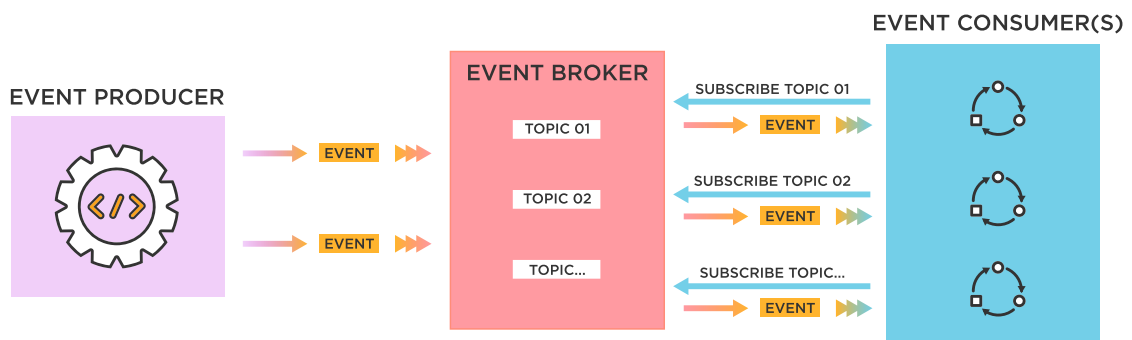 EVENT PRODUCER
</>
EVENT
EVENT
EVENT BROKER
TOPIC 01
TOPIC 02
TOPIC...
EVENT CONSUMER(S)
SUBSCRIBE TOPIC 01
EVENT
SUBSCRIBE TOPIC 02
EVENT
SUBSCRIBE TOPIC...
EVENT